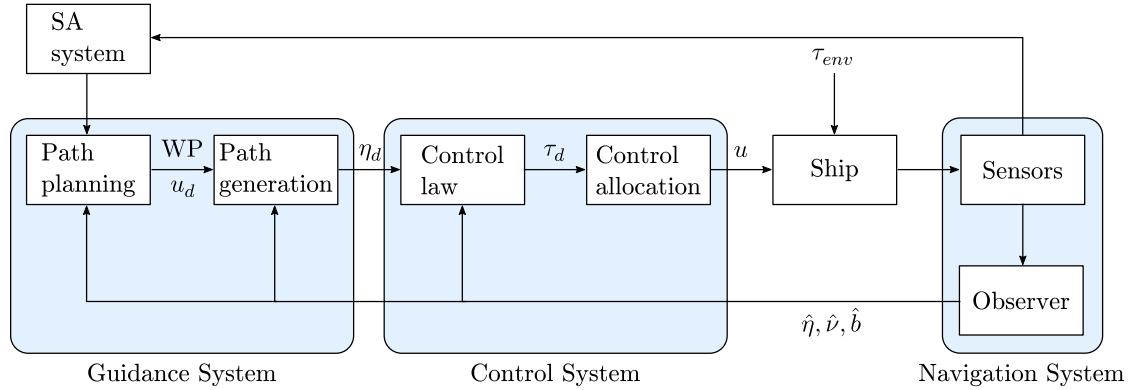 SA
system
τ_env
Path
planning
WP
u_d
Path
generation
η_d
Control
law
τ_d
Control
allocation
u
Ship
Sensors
Observer
η̂, ν̂, b̂
Guidance System
Control System
Navigation System